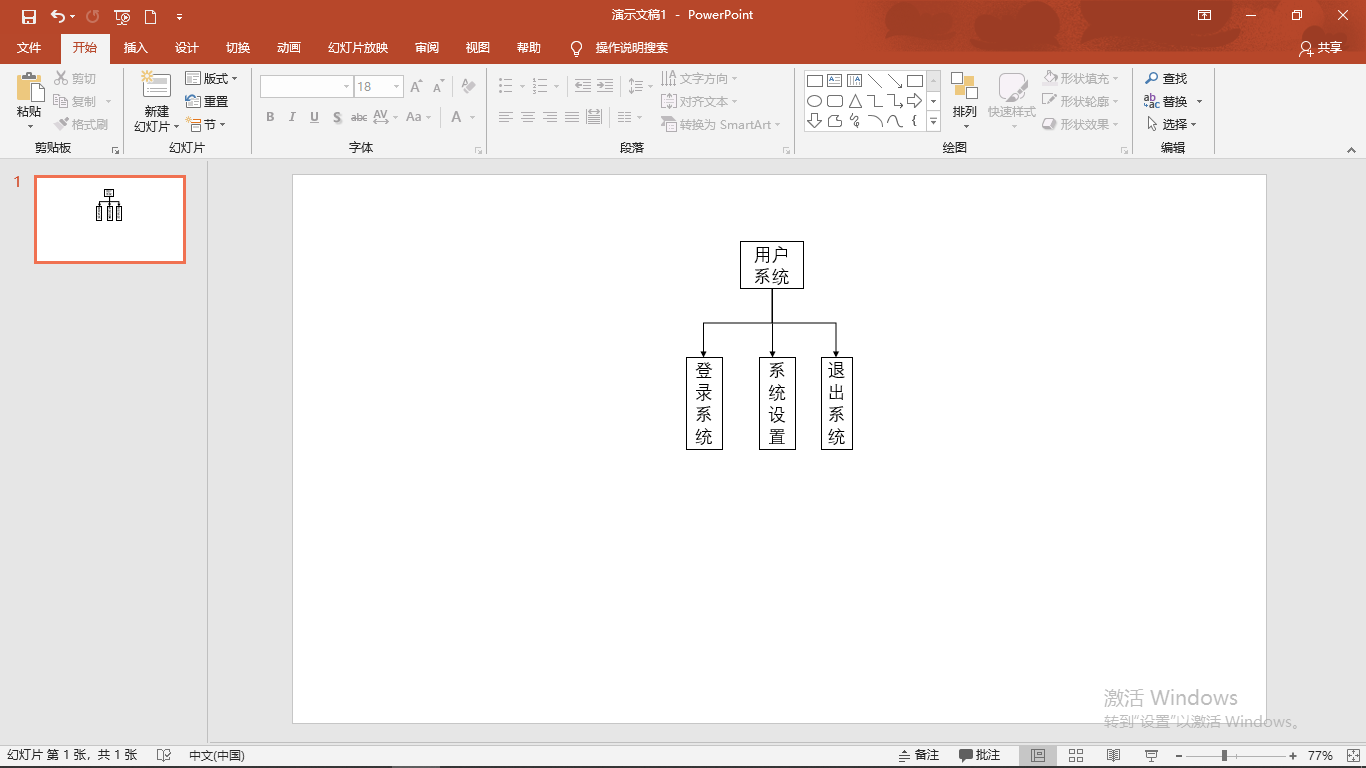 演示文稿1 - PowerPoint
文件 开始 插入 设计 切换 动画 幻灯片放映 审阅 视图 帮助 操作说明搜索 共享
粘贴
剪切
复制
格式刷
剪贴板
新建
幻灯片
版式
重置
节
幻灯片
18
B I U S abc AV Aa A
字体
文字方向
对齐文本
转换为 SmartArt
段落
排列
快速样式
形状填充
形状轮廓
形状效果
绘图
查找
替换
选择
编辑
1
用户
系统
登
录
系
统
系
统
设
置
退
出
系
统
激活 Windows
转到“设置”以激活 Windows。
幻灯片 第 1 张，共 1 张 中文(中国) 备注 批注 77%